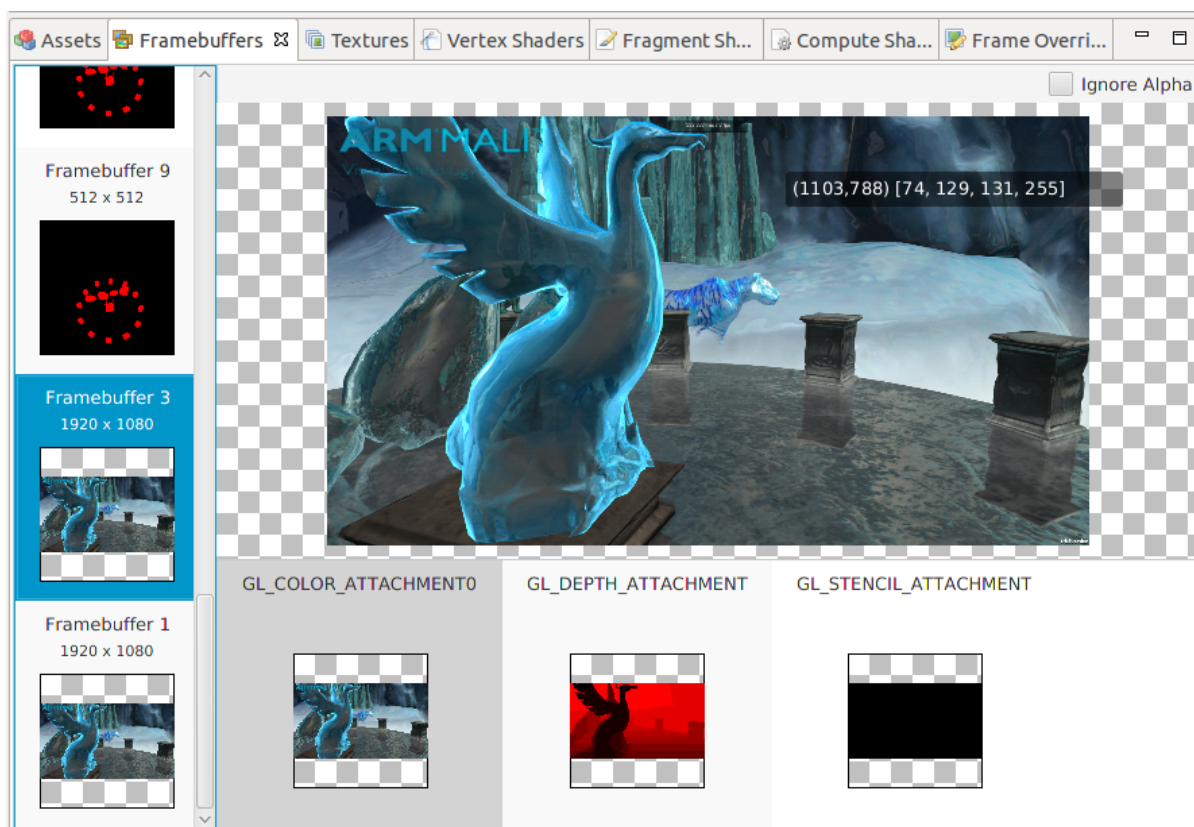 Assets
Framebuffers
Textures
Vertex Shaders
Fragment Sh...
Compute Sha...
Frame Overri...
Ignore Alpha
Framebuffer 9
512 x 512
Framebuffer 3
1920 x 1080
Framebuffer 1
1920 x 1080
ARM MALI
(1103,788) [74, 129, 131, 255]
GL_COLOR_ATTACHMENT0
GL_DEPTH_ATTACHMENT
GL_STENCIL_ATTACHMENT